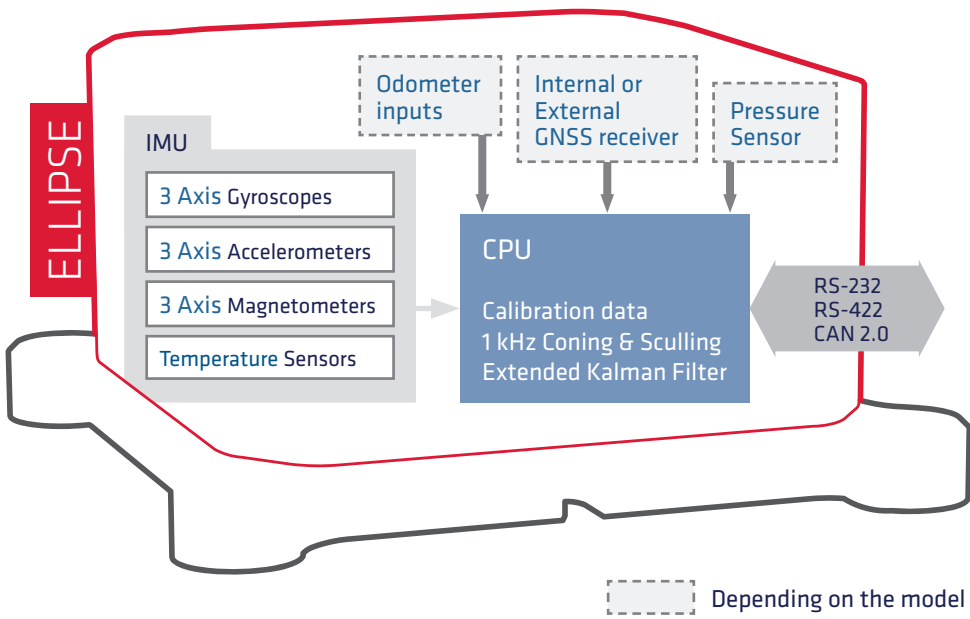 ELLIPSE
IMU
3 Axis Gyroscopes
3 Axis Accelerometers
3 Axis Magnetometers
Temperature Sensors
Odometer
inputs
Internal or
External
GNSS receiver
Pressure
Sensor
CPU
Calibration data
1 kHz Coning & Sculling
Extended Kalman Filter
RS-232
RS-422
CAN 2.0
Depending on the model